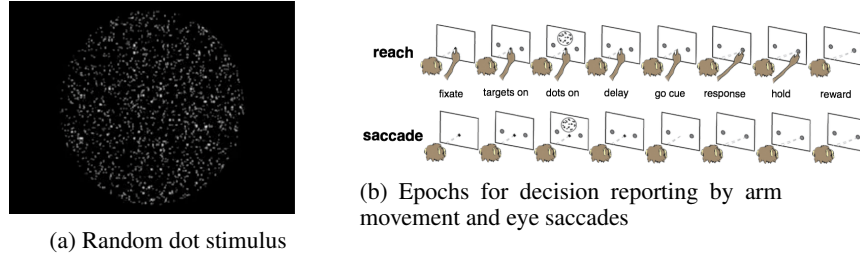 reach
fixate targets on dots on delay go cue response hold reward
saccade
(a) Random dot stimulus
(b) Epochs for decision reporting by arm
movement and eye saccades